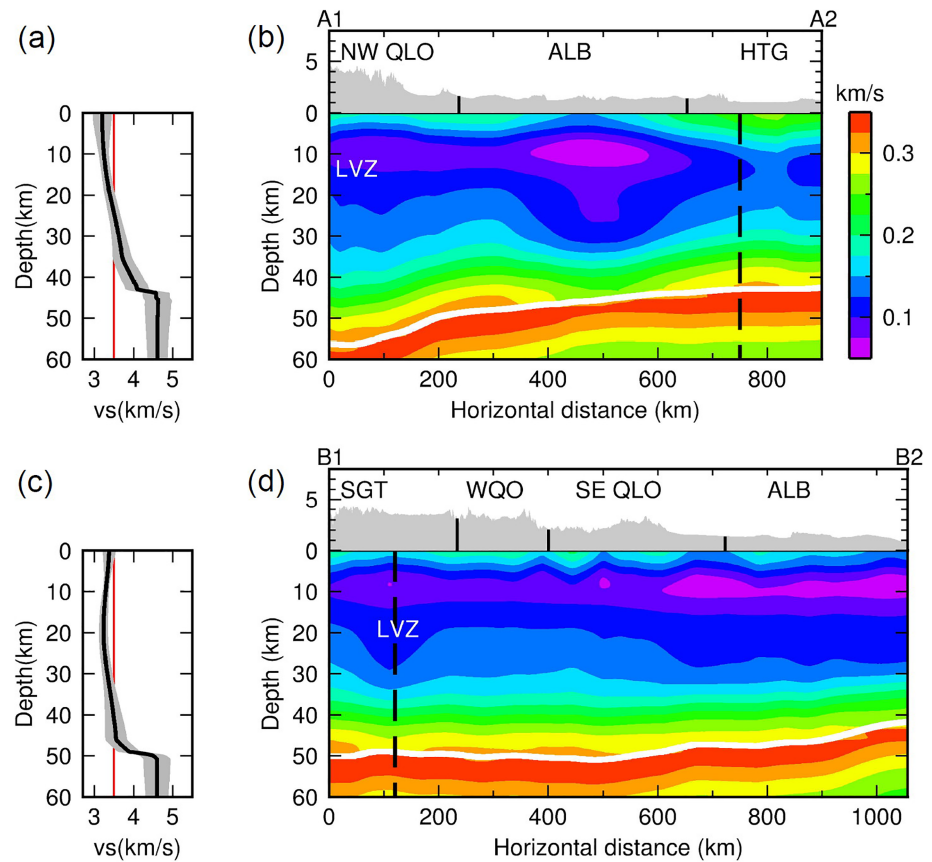 (a)
(b)
A1
A2
NW QLO
ALB
HTG
5
0
0
10
20
30
40
50
60
Depth(km)
3
4
5
vs(km/s)
LVZ
Depth (km)
0
10
20
30
40
50
60
0
200
400
600
800
Horizontal distance (km)
km/s
0.3
0.2
0.1
(c)
(d)
B1
B2
SGT
WQO
SE QLO
ALB
5
0
0
10
20
30
40
50
60
Depth(km)
3
4
5
vs(km/s)
LVZ
Depth (km)
0
10
20
30
40
50
60
0
200
400
600
800
1000
Horizontal distance (km)